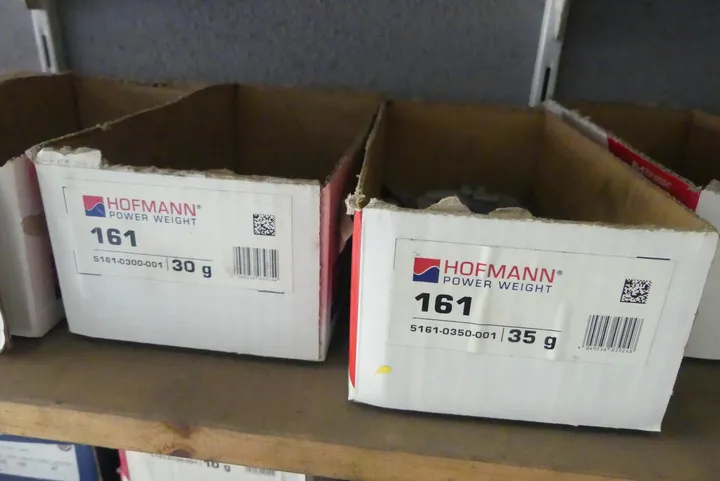 HOFMANN®
POWER WEIGHT
161
5161-0300-001 30 g
HOFMANN®
POWER WEIGHT
161
5161-0350-001 35 g
10 g